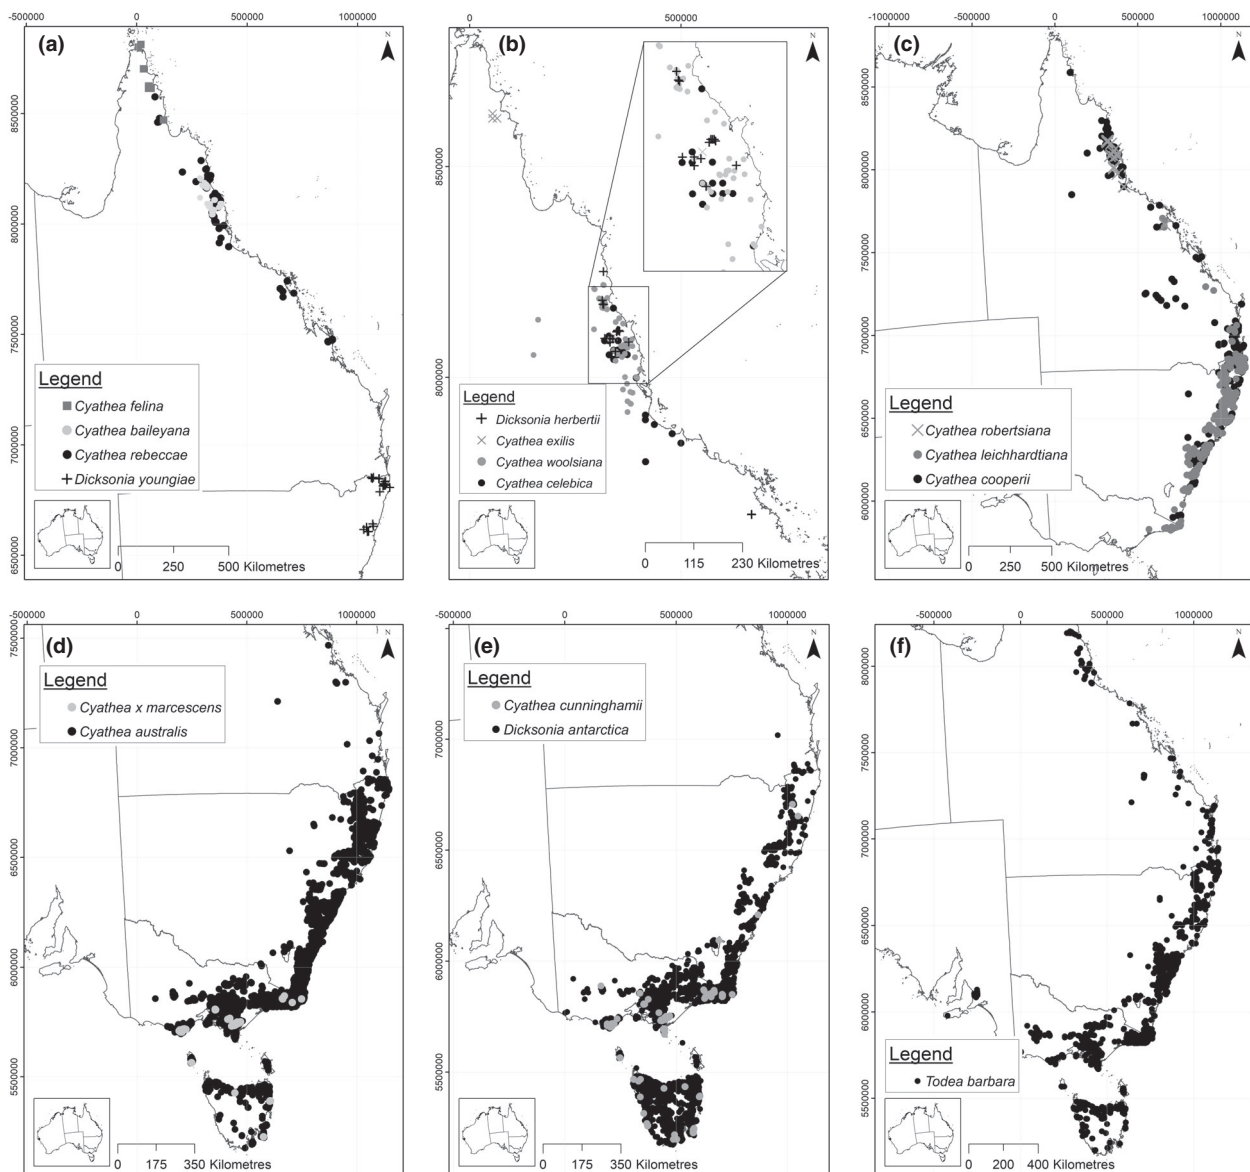 -500000 0 500000 1000000
(a)
N
8500000
8000000
7500000
7000000
6500000
Legend
Cyathea felina
Cyathea baileyana
Cyathea rebeccae
Dicksonia youngiae
0 250 500 Kilometres
0 500000
(b)
N
8500000
8000000
Legend
Dicksonia herbertii
Cyathea exilis
Cyathea woolsiana
Cyathea celebica
0 115 230 Kilometres
-1000000 -500000 0 500000 1000000
(c)
N
8500000
8000000
7500000
7000000
6500000
6000000
Legend
Cyathea robertsiana
Cyathea leichhardtiana
Cyathea cooperii
0 250 500 Kilometres
-500000 0 500000 1000000
(d)
N
7500000
7000000
6500000
6000000
5500000
Legend
Cyathea x marcescens
Cyathea australis
0 175 350 Kilometres
-500000 0 500000 1000000
(e)
N
7000000
6500000
6000000
5500000
Legend
Cyathea cunninghamii
Dicksonia antarctica
0 175 350 Kilometres
-500000 0 500000 1000000
(f)
N
8000000
7500000
7000000
6500000
6000000
5500000
Legend
Todea barbara
0 200 400 Kilometres